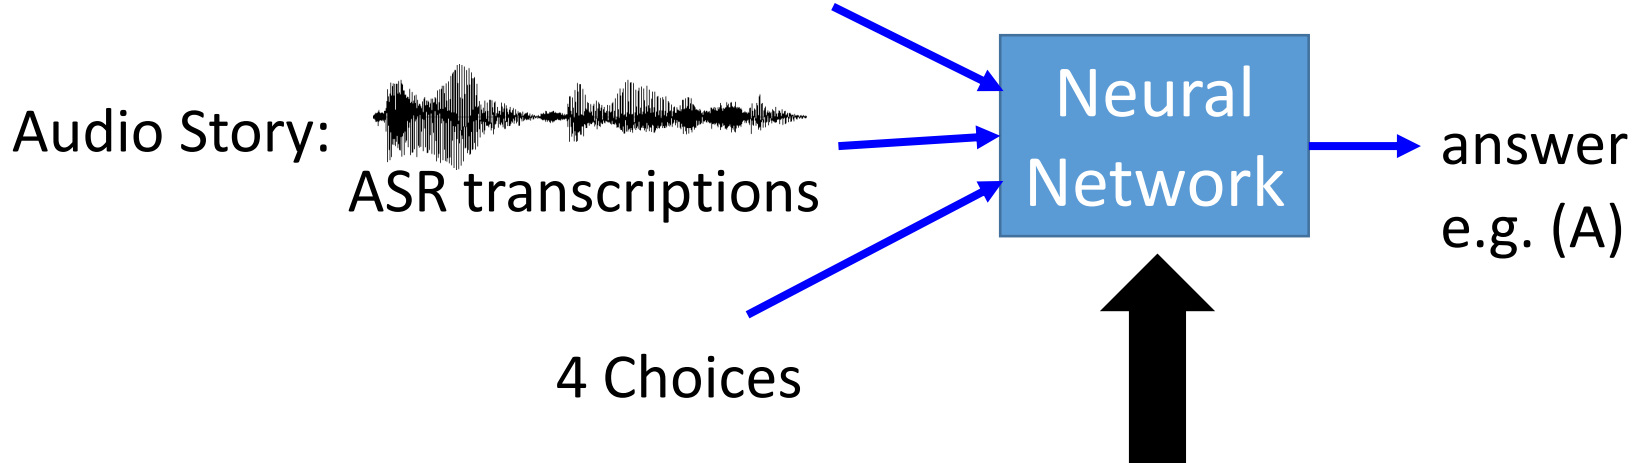 Audio Story:
ASR transcriptions
4 Choices
Neural
Network
answer
e.g. (A)